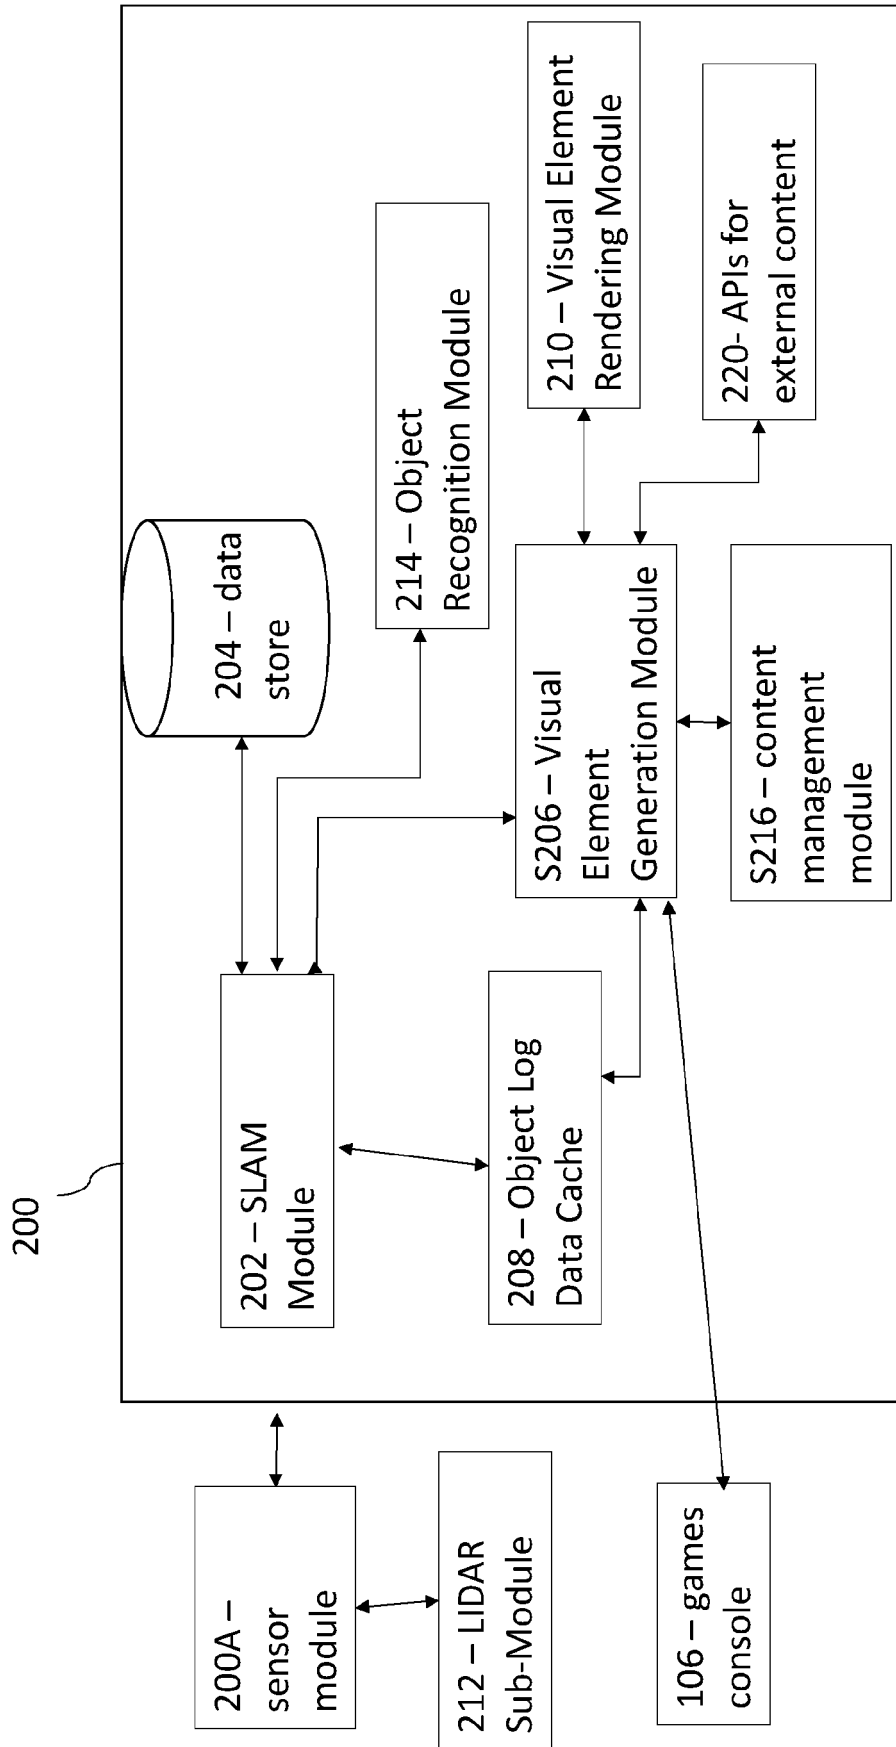 200
200A –
sensor
module
212 – LIDAR
Sub-Module
106 – games
console
202 – SLAM
Module
208 – Object Log
Data Cache
204 – data
store
214 – Object
Recognition Module
S206 – Visual
Element
Generation Module
S216 – content
management
module
210 – Visual Element
Rendering Module
220- APIs for
external content